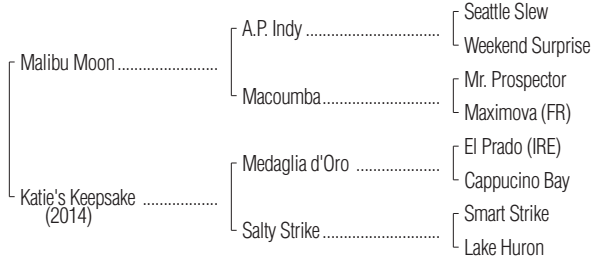 Seattle Slew
A.P. Indy
Weekend Surprise
Malibu Moon
Mr. Prospector
Macoumba
Maximova (FR)
El Prado (IRE)
Medaglia d'Oro
Cappucino Bay
Katie's Keepsake
(2014)
Smart Strike
Salty Strike
Lake Huron